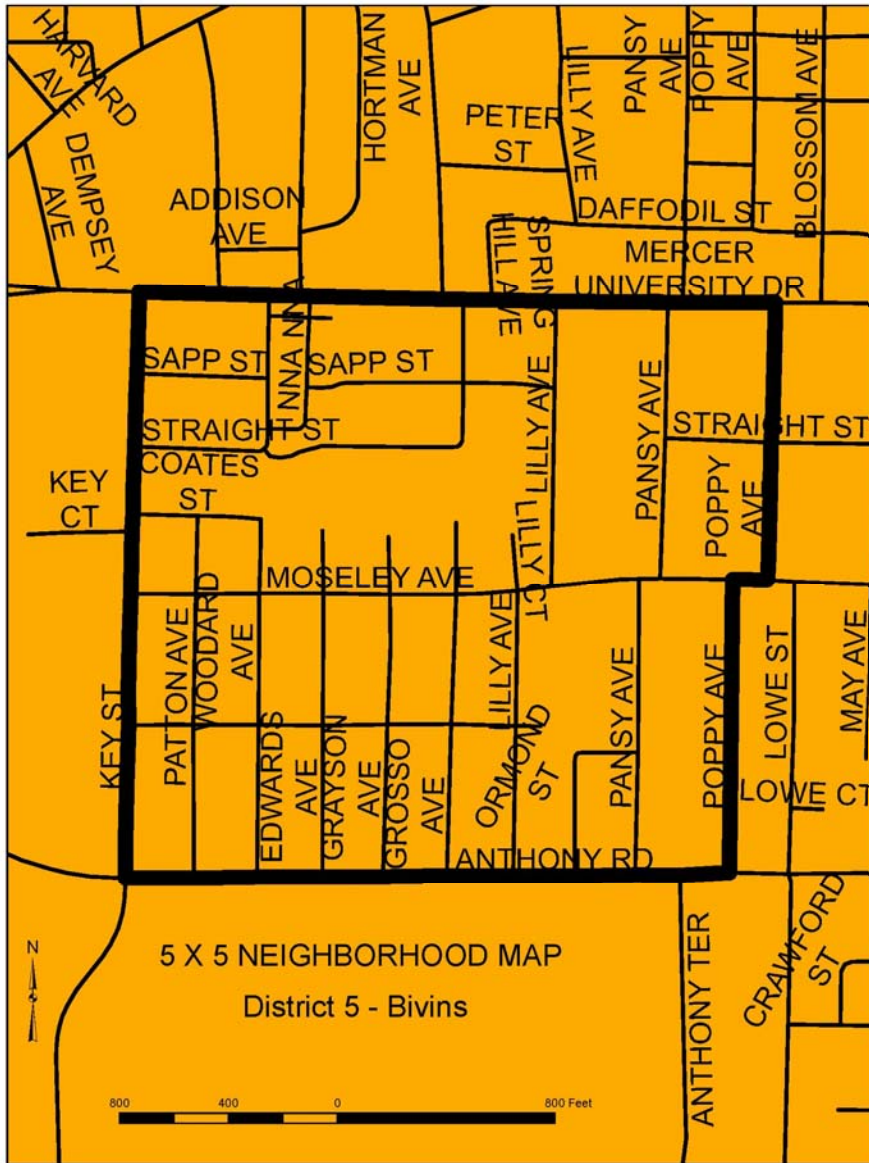 HARVARD
AVE
DEMPSEY
AVE
HORTMAN
AVE
ADDISON
AVE
PETER
ST
LILLY AVE
PANSY
AVE
POPPY
AVE
BLOSSOM AVE
DAFFODIL ST
MERCER
UNIVERSITY DR
SPRING
HILL AVE
NNA NNA
NNA
SAPP ST
SAPP ST
STRAIGHT ST
STRAIGHT ST
COATES
ST
KEY
CT
LILLY AVE
LILLY CT
PANSY AVE
POPPY
AVE
MOSELEY AVE
KEY ST
PATTON AVE
WOODARD
AVE
EDWARDS
AVE
GRAYSON
AVE
GROSSO
AVE
LILLY AVE
ORMOND
ST
PANSY AVE
POPPY AVE
LOWE ST
MAY AVE
LOWE CT
ANTHONY RD
ANTHONY TER
CRAWFORD
ST
N
5 X 5 NEIGHBORHOOD MAP
District 5 - Bivins
800 400 0 800 Feet